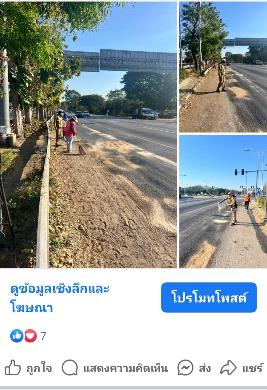 ดูข้อมูลเชิงลึกและ
โฆษณา
โปรโมทโพสต์
7
ถูกใจ แสดงความคิดเห็น ส่ง แชร์